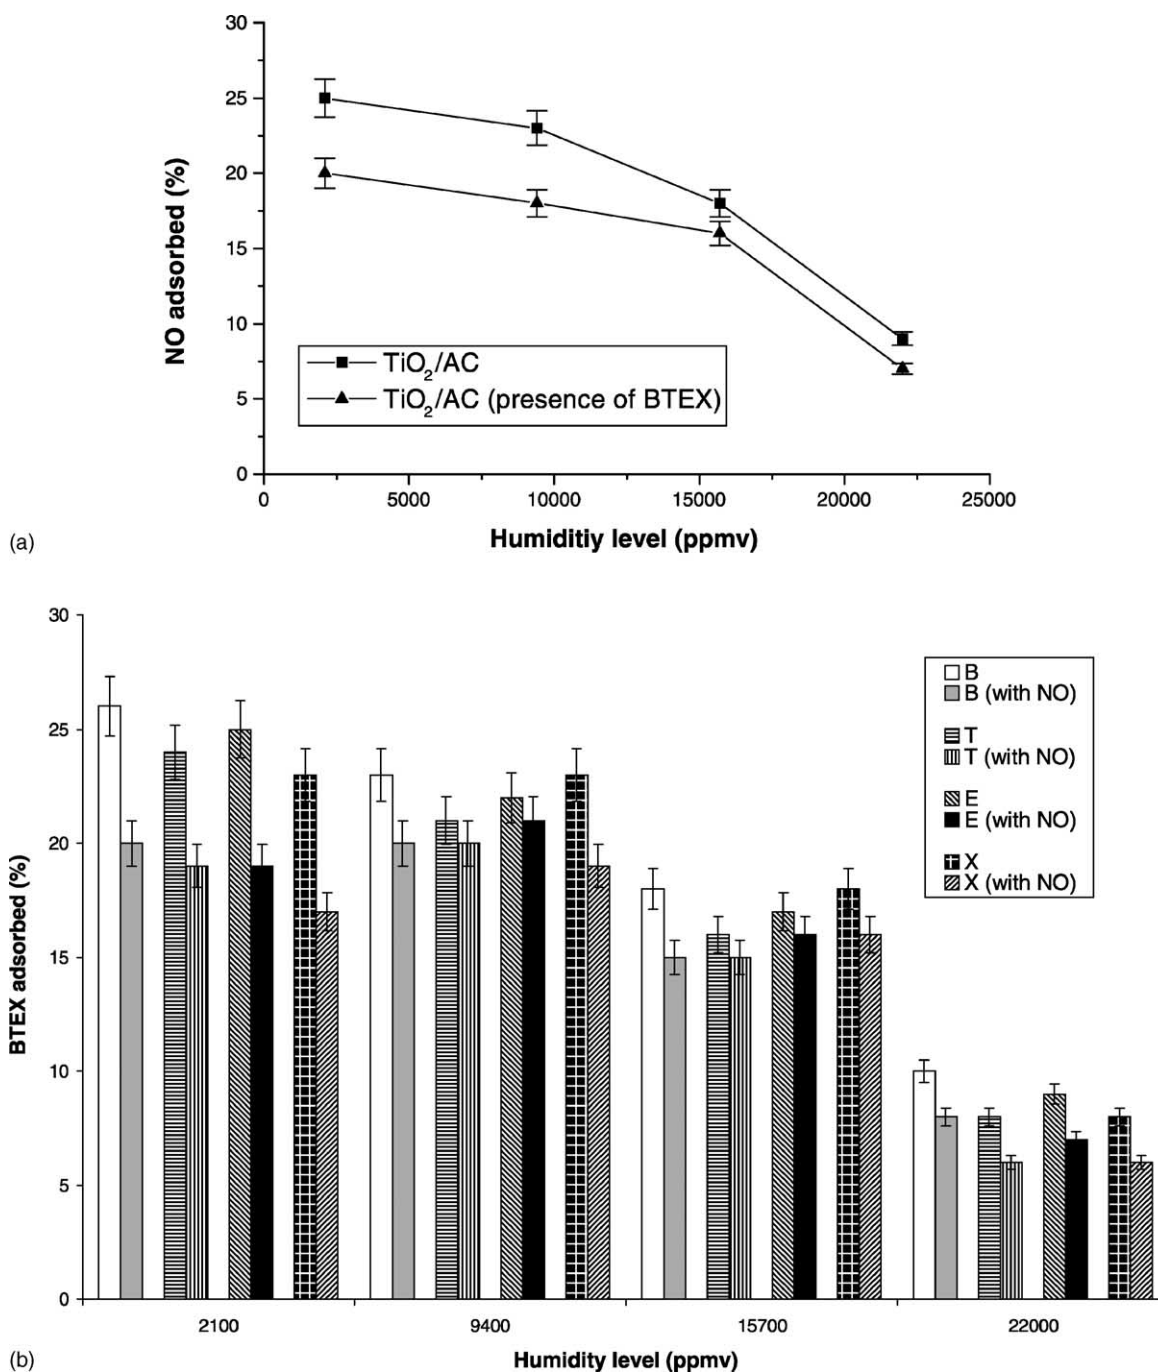 30
25
20
15
10
5
0
NO adsorbed (%)
TiO₂/AC
TiO₂/AC (presence of BTEX)
0 5000 10000 15000 20000 25000
Humiditiy level (ppmv)
(a)
30
25
20
15
10
5
0
BTEX adsorbed (%)
B
B (with NO)
T
T (with NO)
E
E (with NO)
X
X (with NO)
2100 9400 15700 22000
Humidity level (ppmv)
(b)